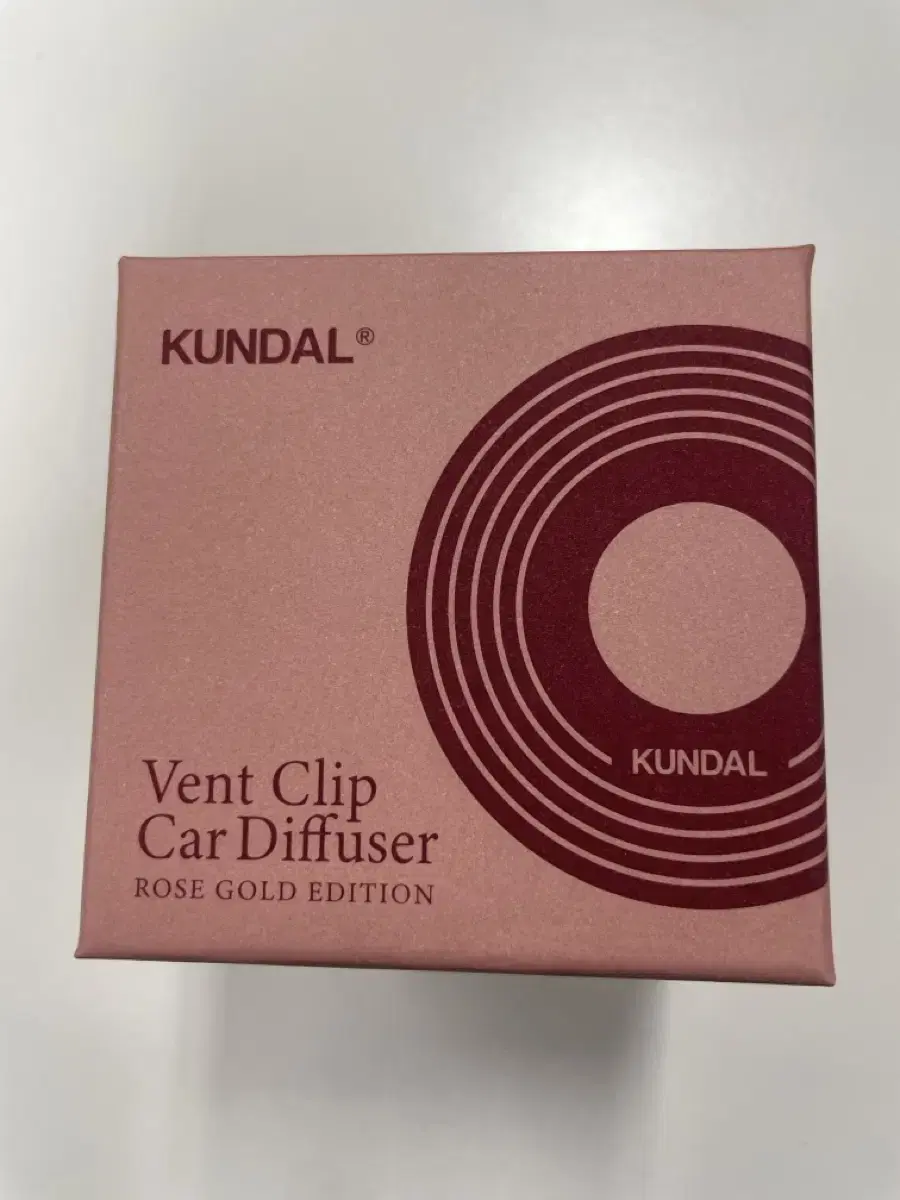 KUNDAL®
KUNDAL
Vent Clip
Car Diffuser
ROSE GOLD EDITION